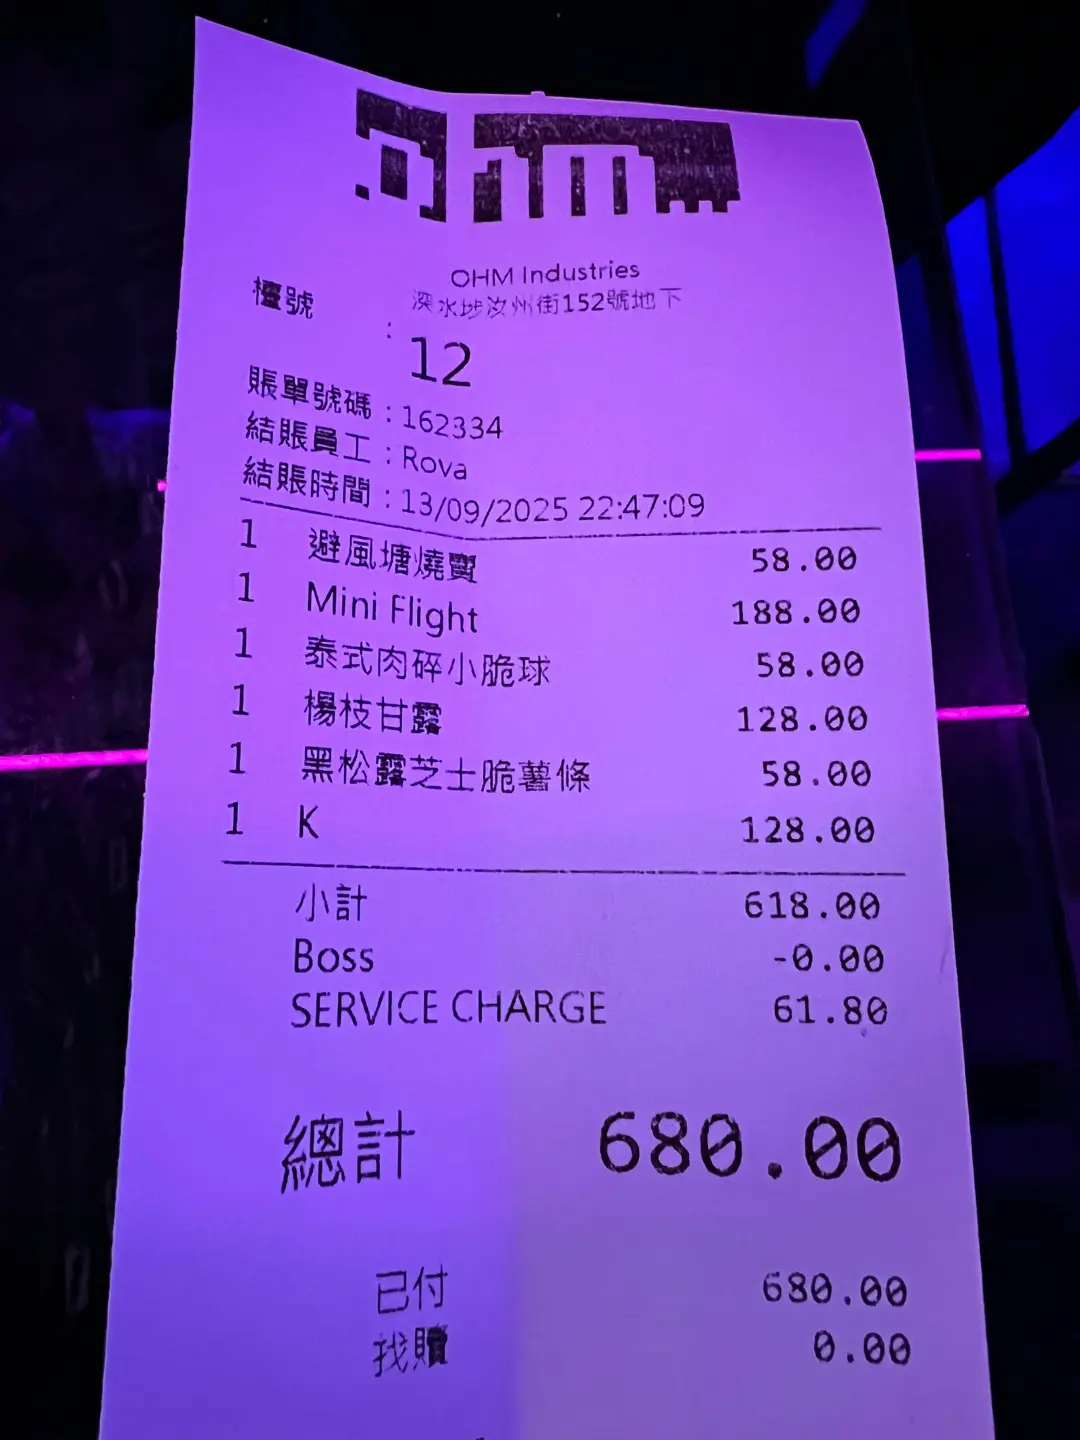 OHM Industries
深水埗汝州街152號地下
檯號 : 12
賬單號碼 : 162334
結賬員工 : Rova
結賬時間 : 13/09/2025 22:47:09
1 避風塘燒賣 58.00
1 Mini Flight 188.00
1 泰式肉碎小脆球 58.00
1 楊枝甘露 128.00
1 黑松露芝士脆薯條 58.00
1 K 128.00
小計 618.00
Boss -0.00
SERVICE CHARGE 61.80
總計 680.00
已付 680.00
找贖 0.00